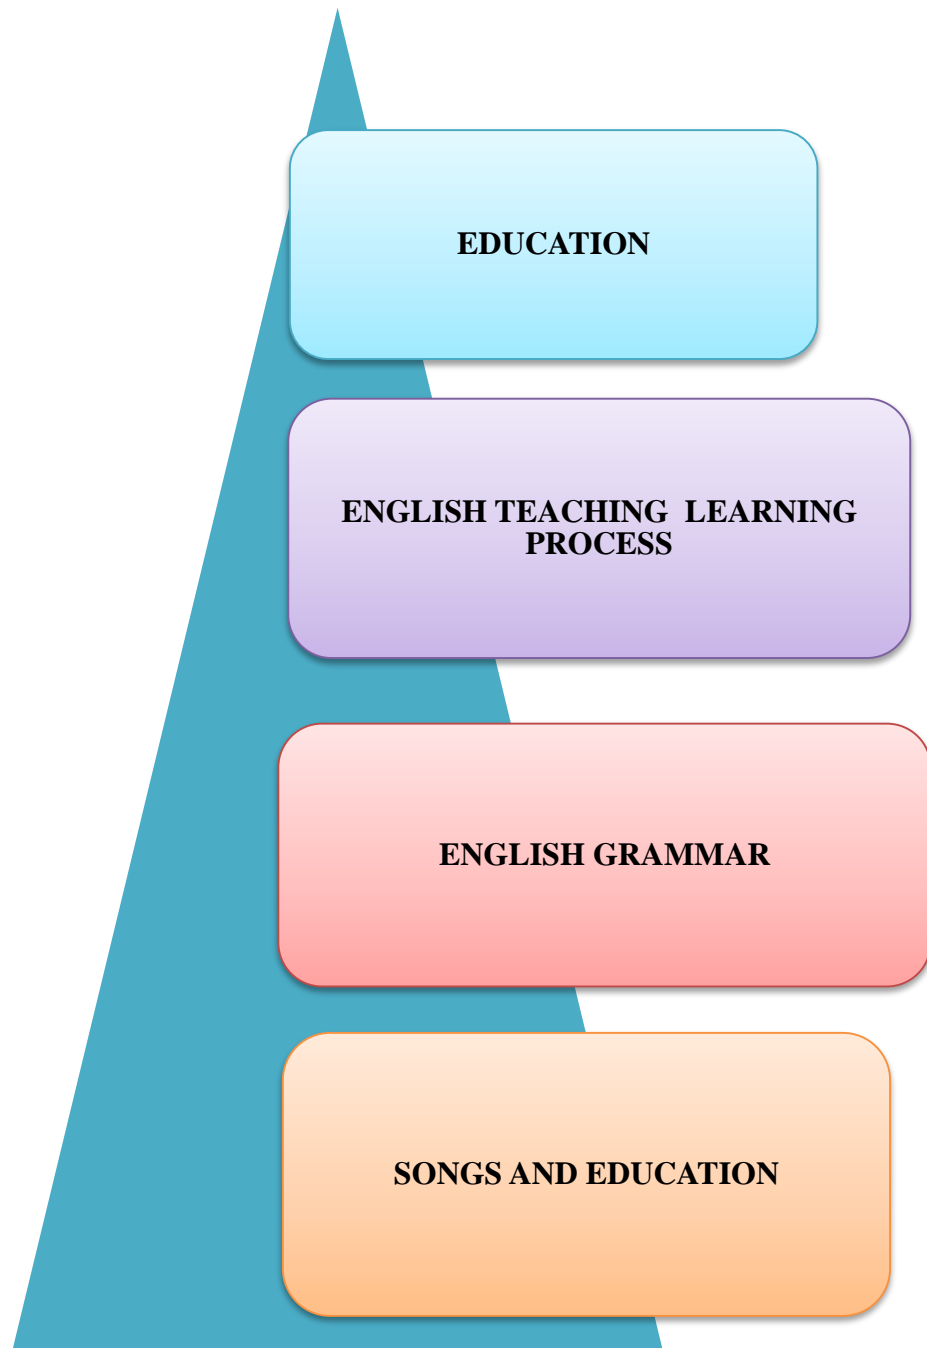 EDUCATION
ENGLISH TEACHING  LEARNING
PROCESS
ENGLISH GRAMMAR
SONGS AND EDUCATION